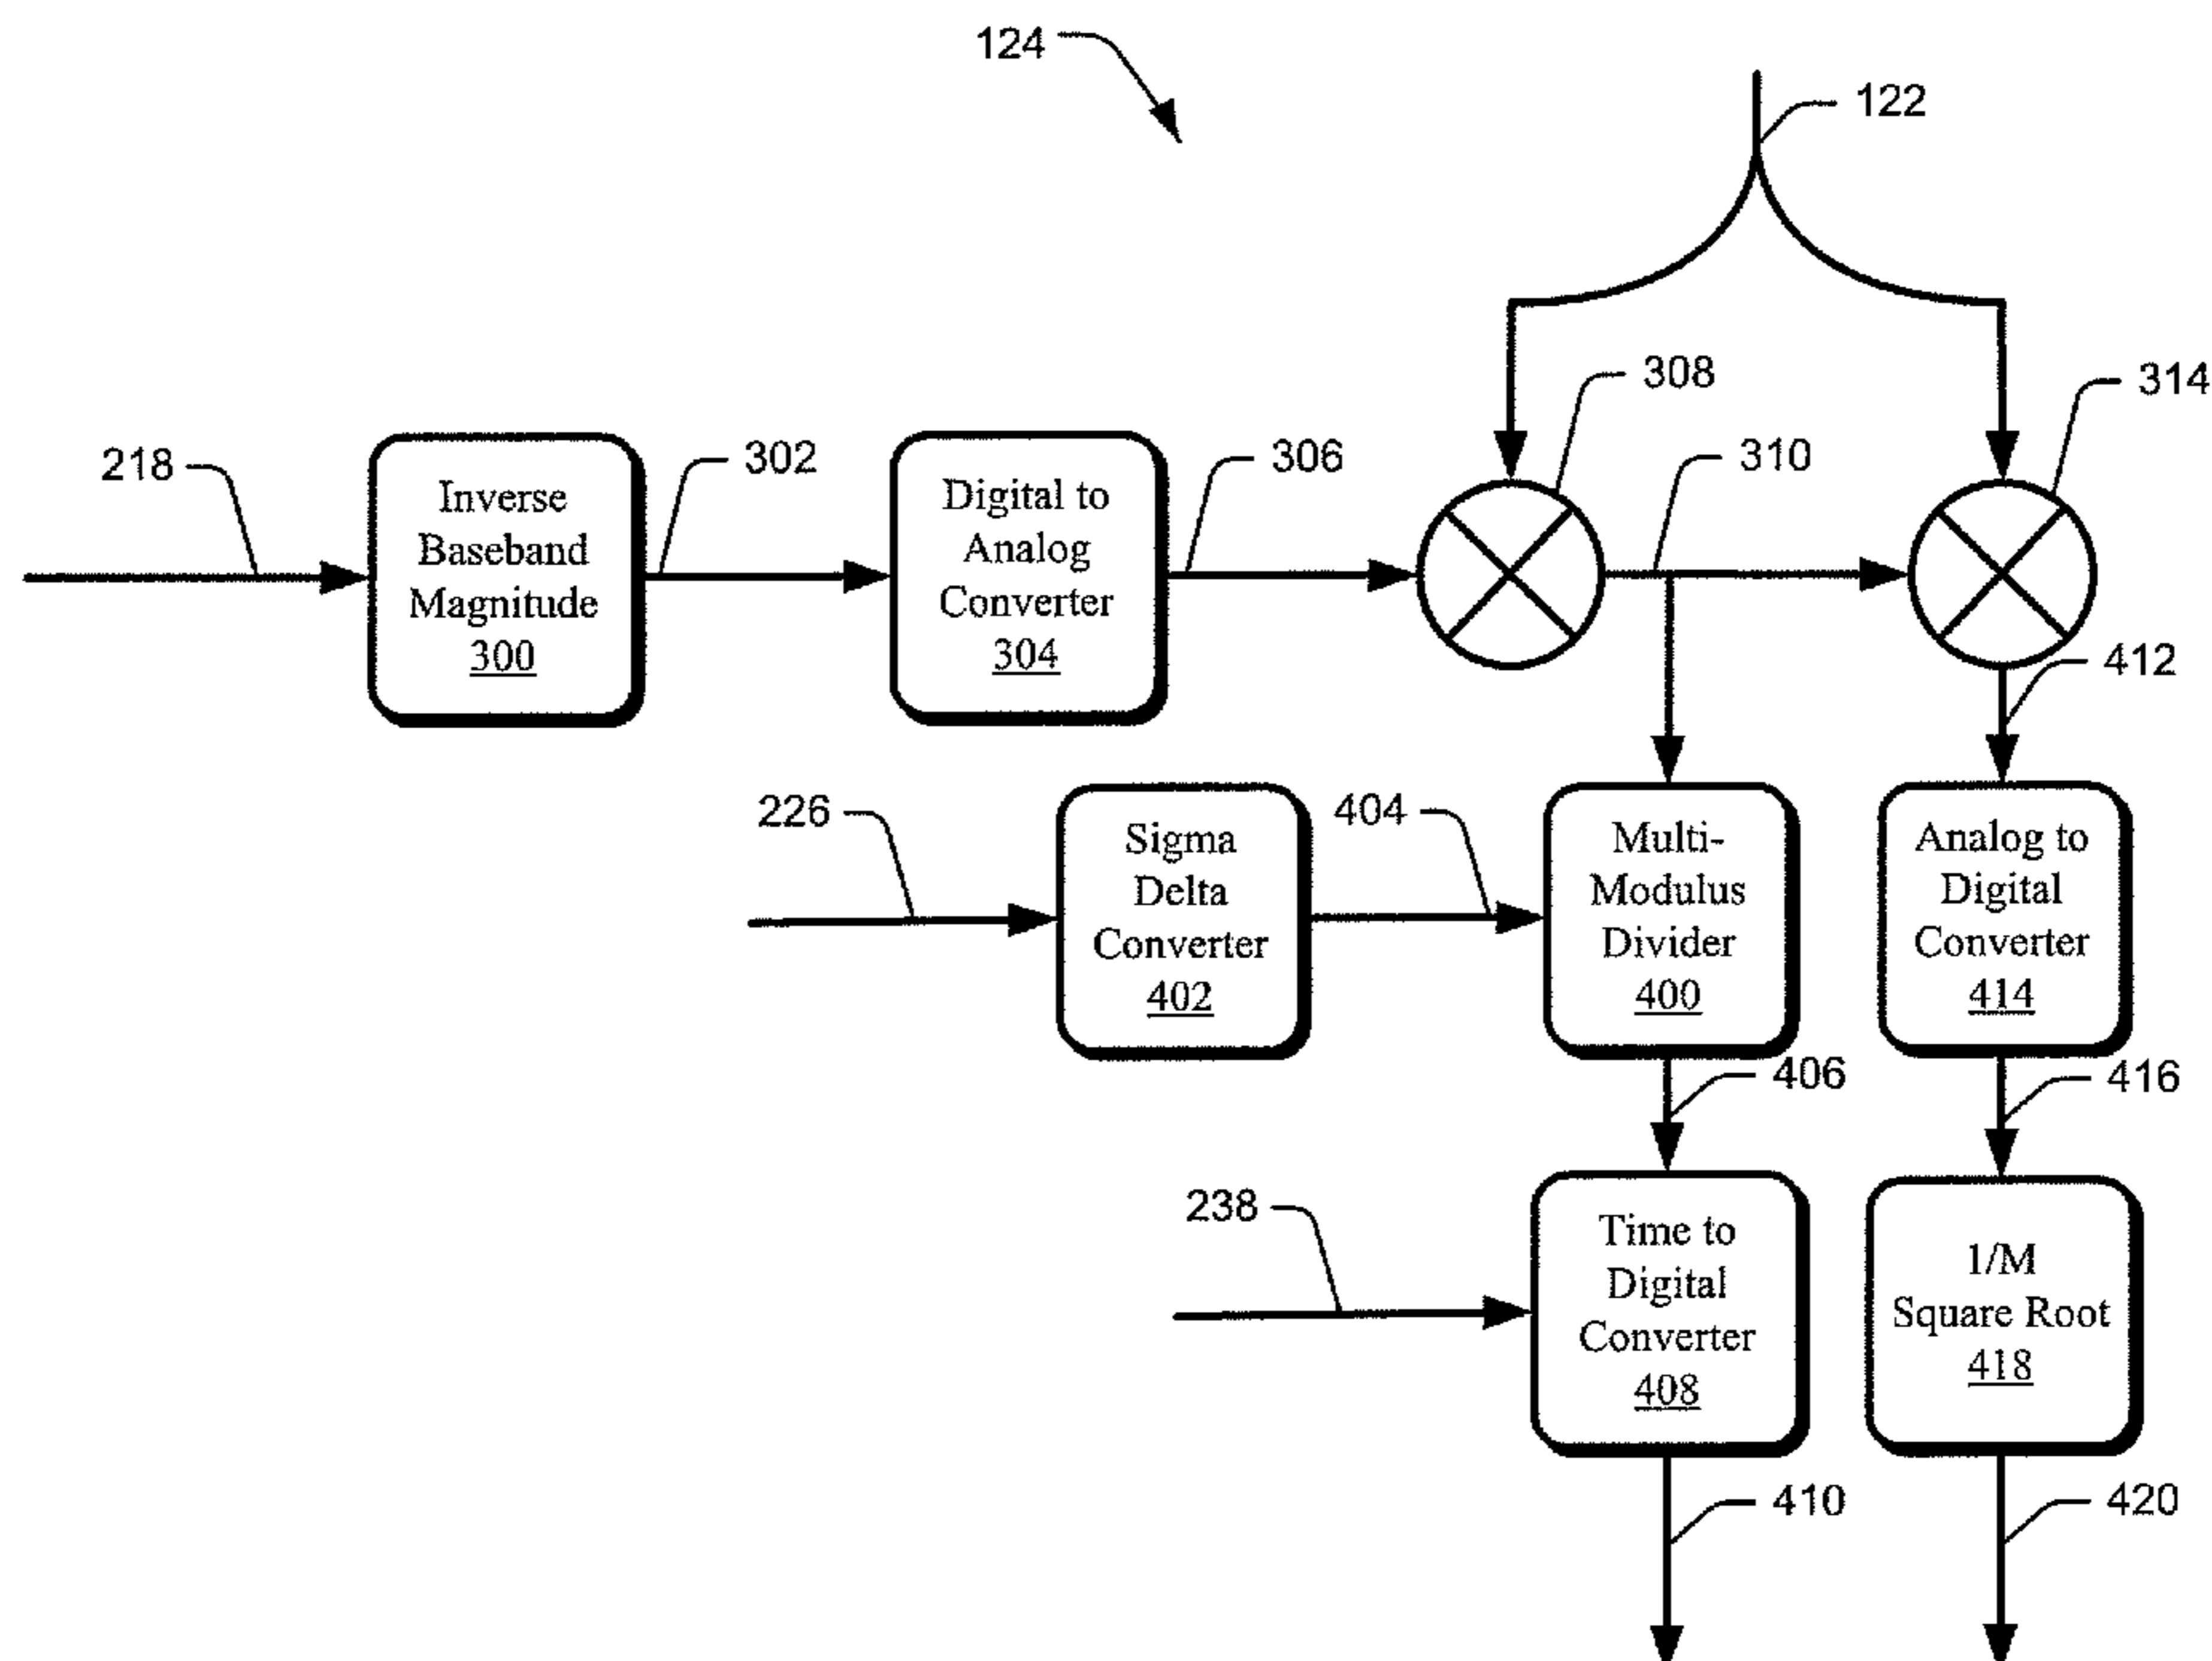 124
122
308
314
218
302
306
310
Inverse
Baseband
Magnitude
300
Digital to
Analog
Converter
304
412
226
404
Sigma
Delta
Converter
402
Multi-
Modulus
Divider
400
Analog to
Digital
Converter
414
406
416
238
Time to
Digital
Converter
408
1/M
Square Root
418
410
420